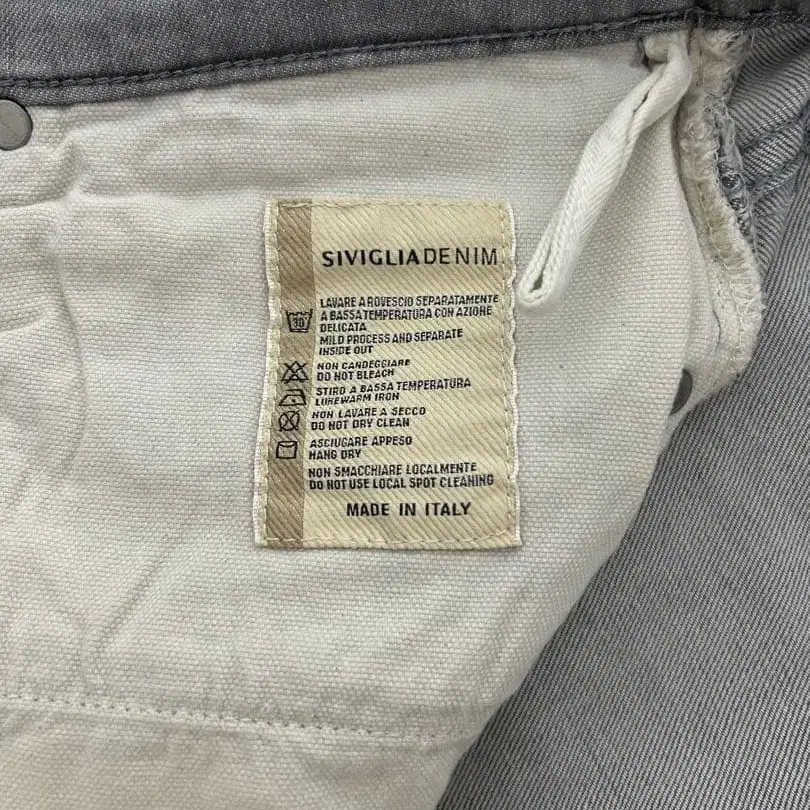 SIVIGLIADENIM
LAVARE A ROVESCIO SEPARATAMENTE
A BASSA TEMPERATURA CON AZIONE
DELICATA
30
MILD PROCESS AND SEPARATE
INSIDE OUT
NON CANDEGGIARE
DO NOT BLEACH
STIRO A BASSA TEMPERATURA
LUKEWARM IRON
NON LAVARE A SECCO
DO NOT DRY CLEAN
ASCIUGARE APPESO
HANG DRY
NON SMACCHIARE LOCALMENTE
DO NOT USE LOCAL SPOT CLEANING
MADE IN ITALY